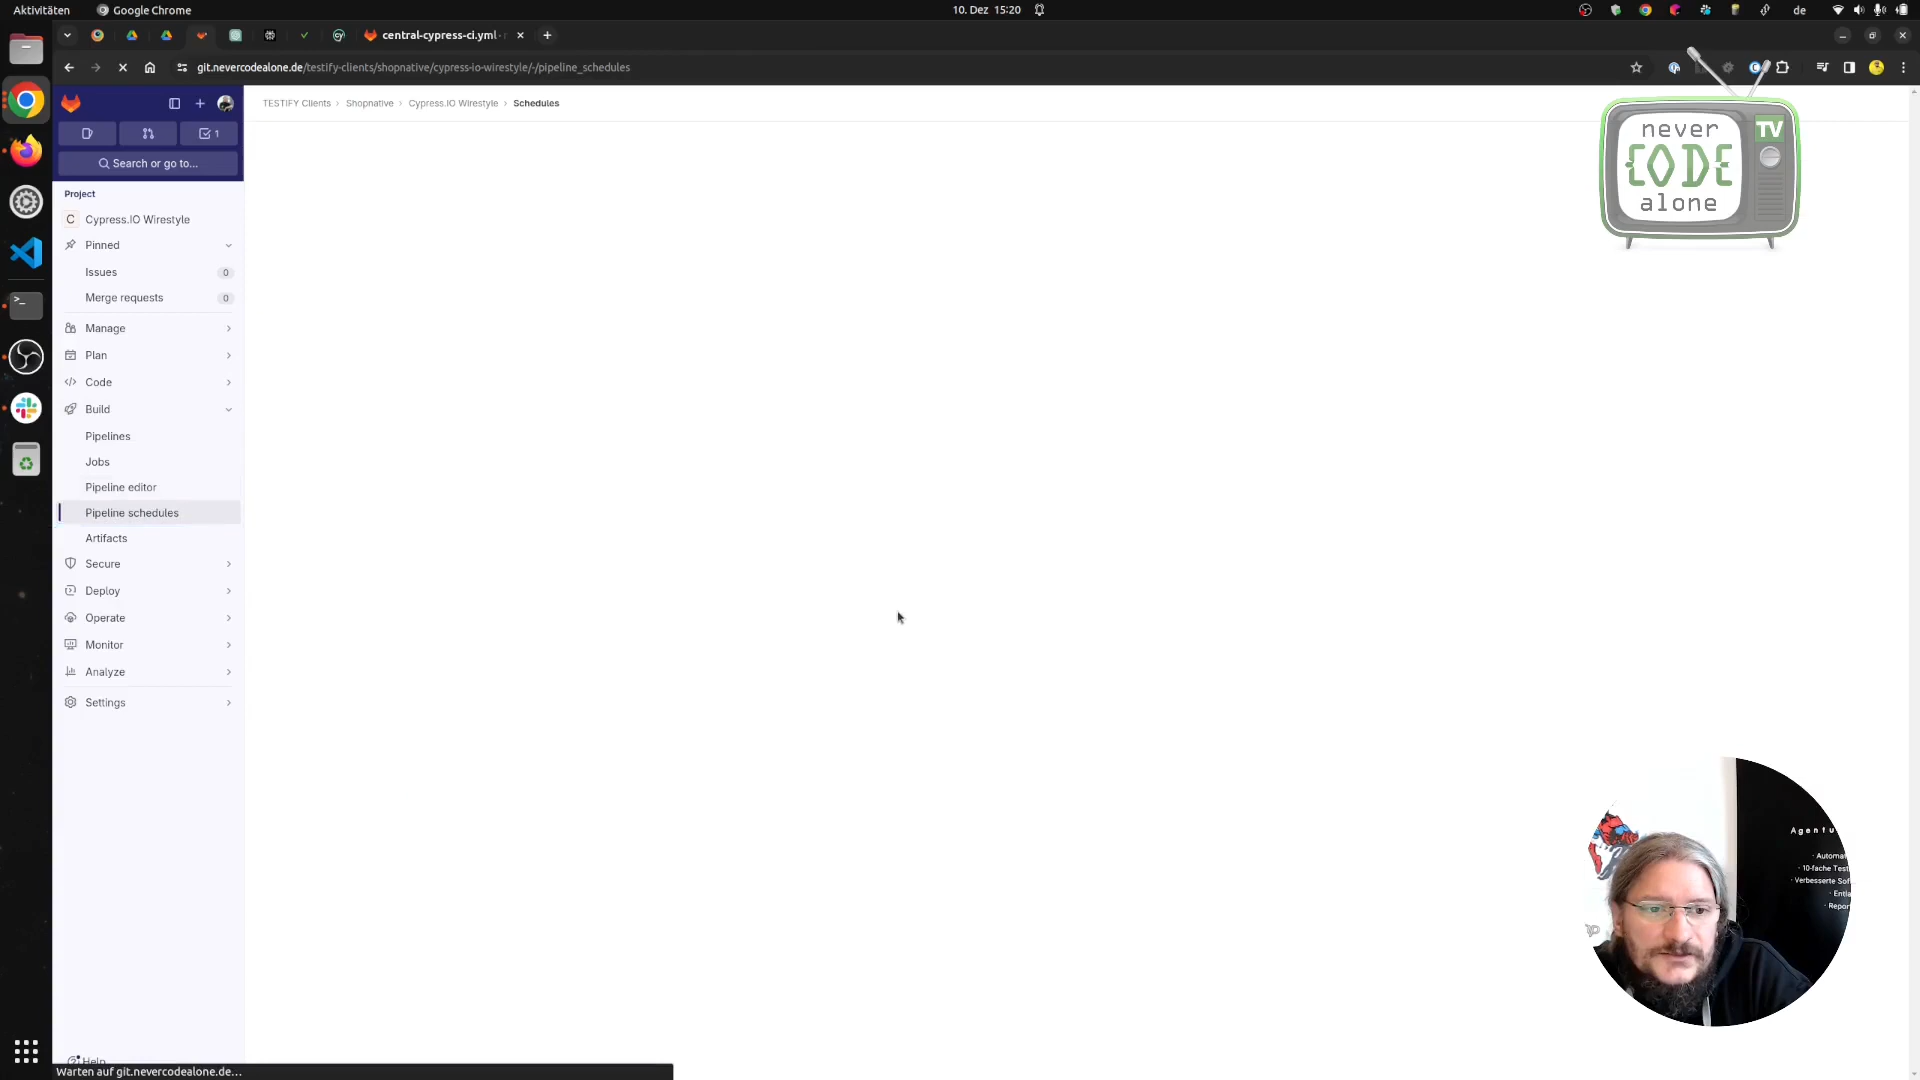 Aktivitäten
Google Chrome
10. Dez 15:20
de
central-cypress-ci.yml
git.nevercodealone.de/testify-clients/shopnative/cypress-io-wirestyle/-/pipeline_schedules
1
Search or go to...
TESTIFY Clients
Shopnative
Cypress.IO Wirestyle
Schedules
never
CODE
alone
TV
Project
C
Cypress.IO Wirestyle
Pinned
Issues
0
Merge requests
0
Manage
Plan
Code
Build
Pipelines
Jobs
Pipeline editor
Pipeline schedules
Artifacts
Secure
Deploy
Operate
Monitor
Analyze
Settings
Help
Warten auf git.nevercodealone.de...